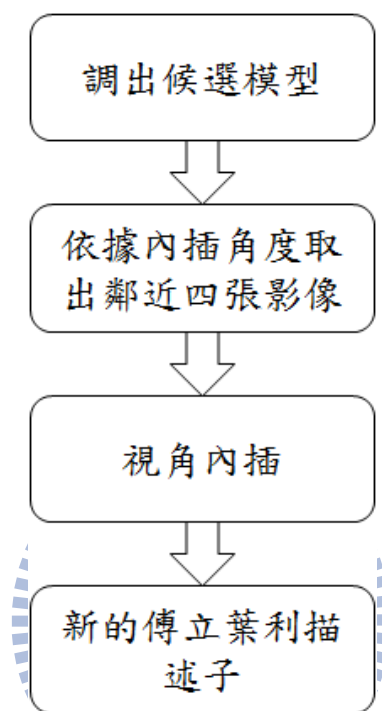 調出候選模型
依據內插角度取
出鄰近四張影像
視角內插
新的傅立葉利描
述子